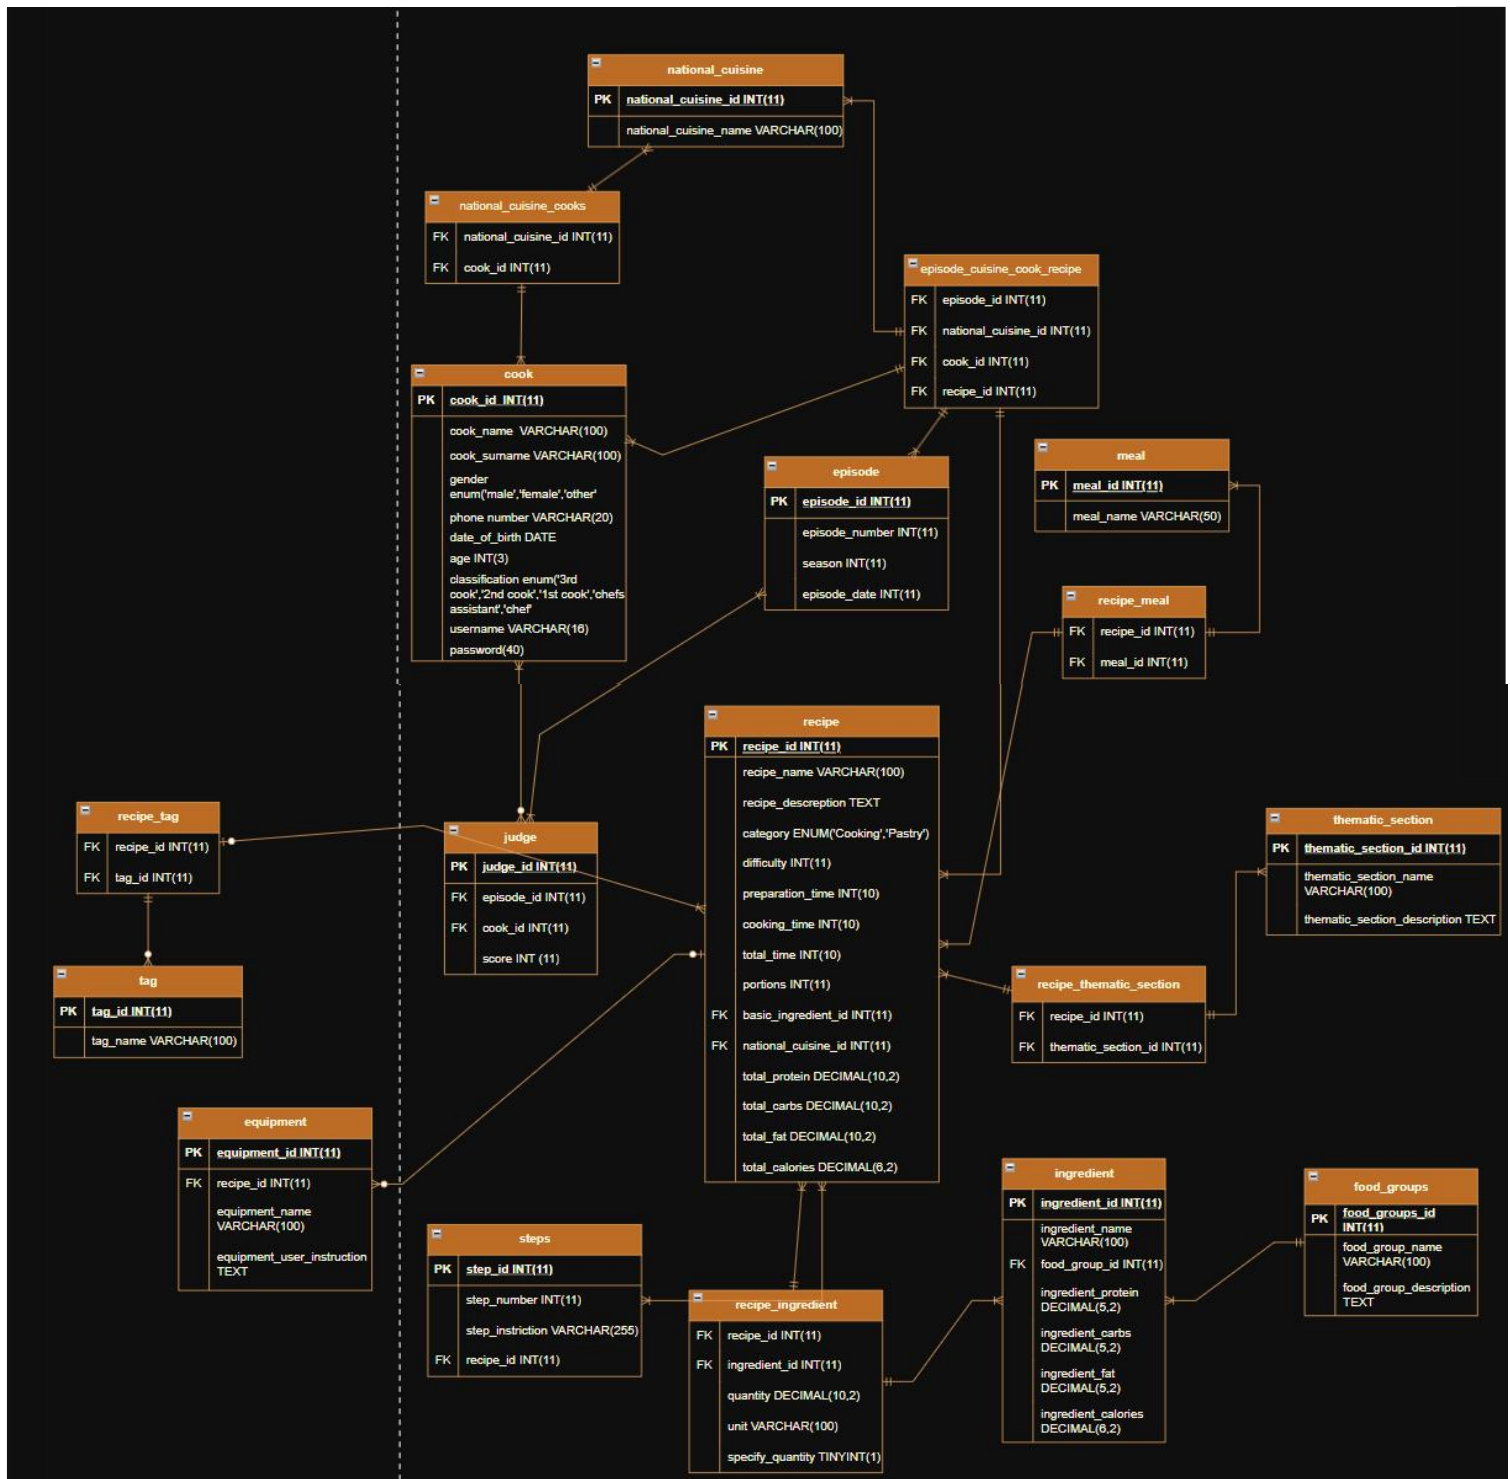 national_cuisine
PK national_cuisine_id INT(11)
national_cuisine_name VARCHAR(100)
national_cuisine_cooks
FK national_cuisine_id INT(11)
FK cook_id INT(11)
episode_cuisine_cook_recipe
FK episode_id INT(11)
FK national_cuisine_id INT(11)
FK cook_id INT(11)
FK recipe_id INT(11)
cook
PK cook_id INT(11)
cook_name VARCHAR(100)
cook_surname VARCHAR(100)
gender
enum('male','female','other'
phone number VARCHAR(20)
date_of_birth DATE
age INT(3)
classification enum('3rd
cook','2nd cook','1st cook','chefs
assistant','chef'
username VARCHAR(16)
password(40)
episode
PK episode_id INT(11)
episode_number INT(11)
season INT(11)
episode_date INT(11)
meal
PK meal_id INT(11)
meal_name VARCHAR(50)
recipe_meal
FK recipe_id INT(11)
FK meal_id INT(11)
recipe
PK recipe_id INT(11)
recipe_name VARCHAR(100)
recipe_descreption TEXT
category ENUM('Cooking','Pastry')
difficulty INT(11)
preparation_time INT(10)
cooking_time INT(10)
total_time INT(10)
portions INT(11)
FK basic_ingredient_id INT(11)
FK national_cuisine_id INT(11)
total_protein DECIMAL(10,2)
total_carbs DECIMAL(10,2)
total_fat DECIMAL(10,2)
total_calories DECIMAL(6,2)
recipe_tag
FK recipe_id INT(11)
FK tag_id INT(11)
judge
PK judge_id INT(11)
FK episode_id INT(11)
FK cook_id INT(11)
score INT (11)
thematic_section
PK thematic_section_id INT(11)
thematic_section_name
VARCHAR(100)
thematic_section_description TEXT
tag
PK tag_id INT(11)
tag_name VARCHAR(100)
recipe_thematic_section
FK recipe_id INT(11)
FK thematic_section_id INT(11)
equipment
PK equipment_id INT(11)
FK recipe_id INT(11)
equipment_name
VARCHAR(100)
equipment_user_instruction
TEXT
steps
PK step_id INT(11)
step_number INT(11)
step_instriction VARCHAR(255)
FK recipe_id INT(11)
recipe_ingredient
FK recipe_id INT(11)
FK ingredient_id INT(11)
quantity DECIMAL(10,2)
unit VARCHAR(100)
specify_quantity TINYINT(1)
ingredient
PK ingredient_id INT(11)
ingredient_name
VARCHAR(100)
FK food_group_id INT(11)
ingredient_protein
DECIMAL(5,2)
ingredient_carbs
DECIMAL(5,2)
ingredient_fat
DECIMAL(5,2)
ingredient_calories
DECIMAL(6,2)
food_groups
PK food_groups_id
INT(11)
food_group_name
VARCHAR(100)
food_group_description
TEXT